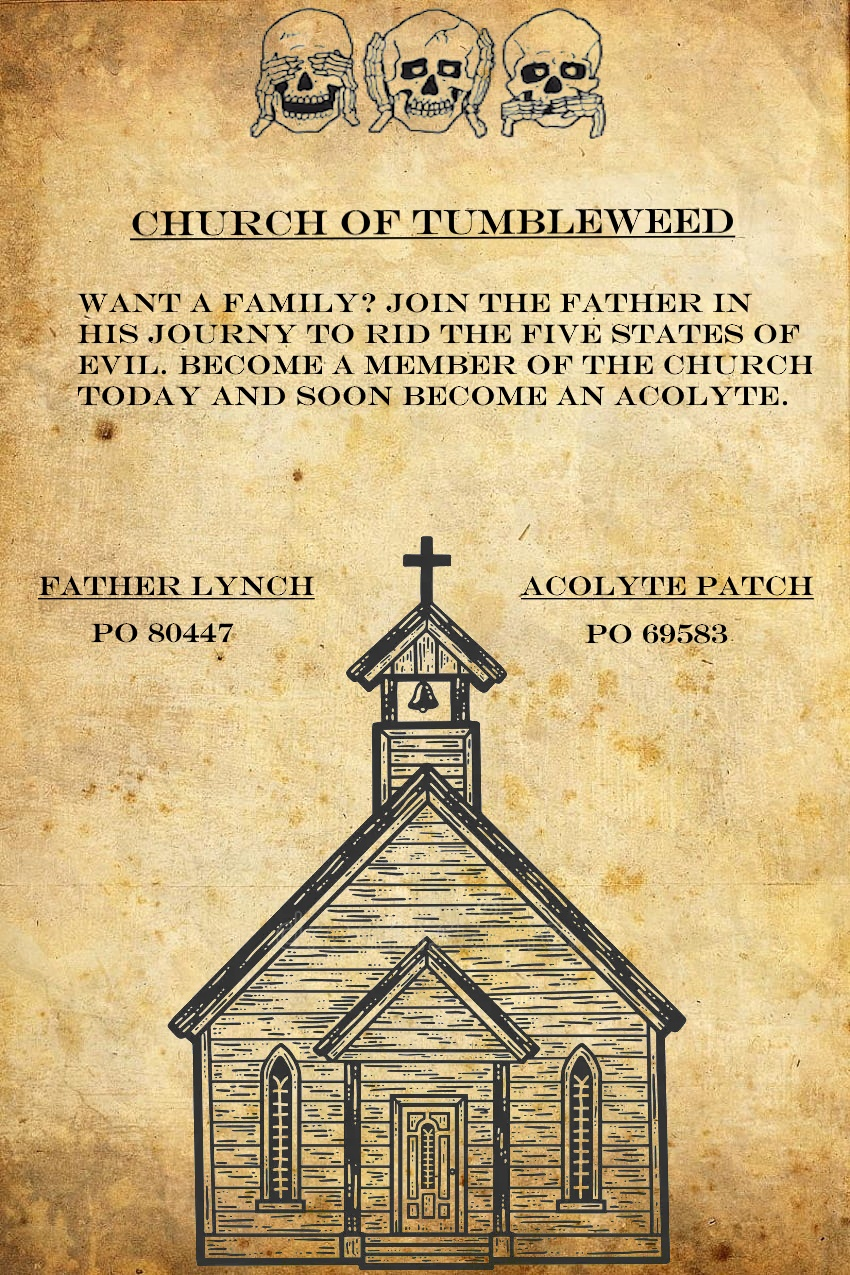 CHURCH OF TUMBLEWEED
WANT A FAMILY? JOIN THE FATHER IN
HIS JOURNY TO RID THE FIVE STATES OF
EVIL. BECOME A MEMBER OF THE CHURCH
TODAY AND SOON BECOME AN ACOLYTE.
FATHER LYNCH
ACOLYTE PATCH
PO 80447
PO 69583